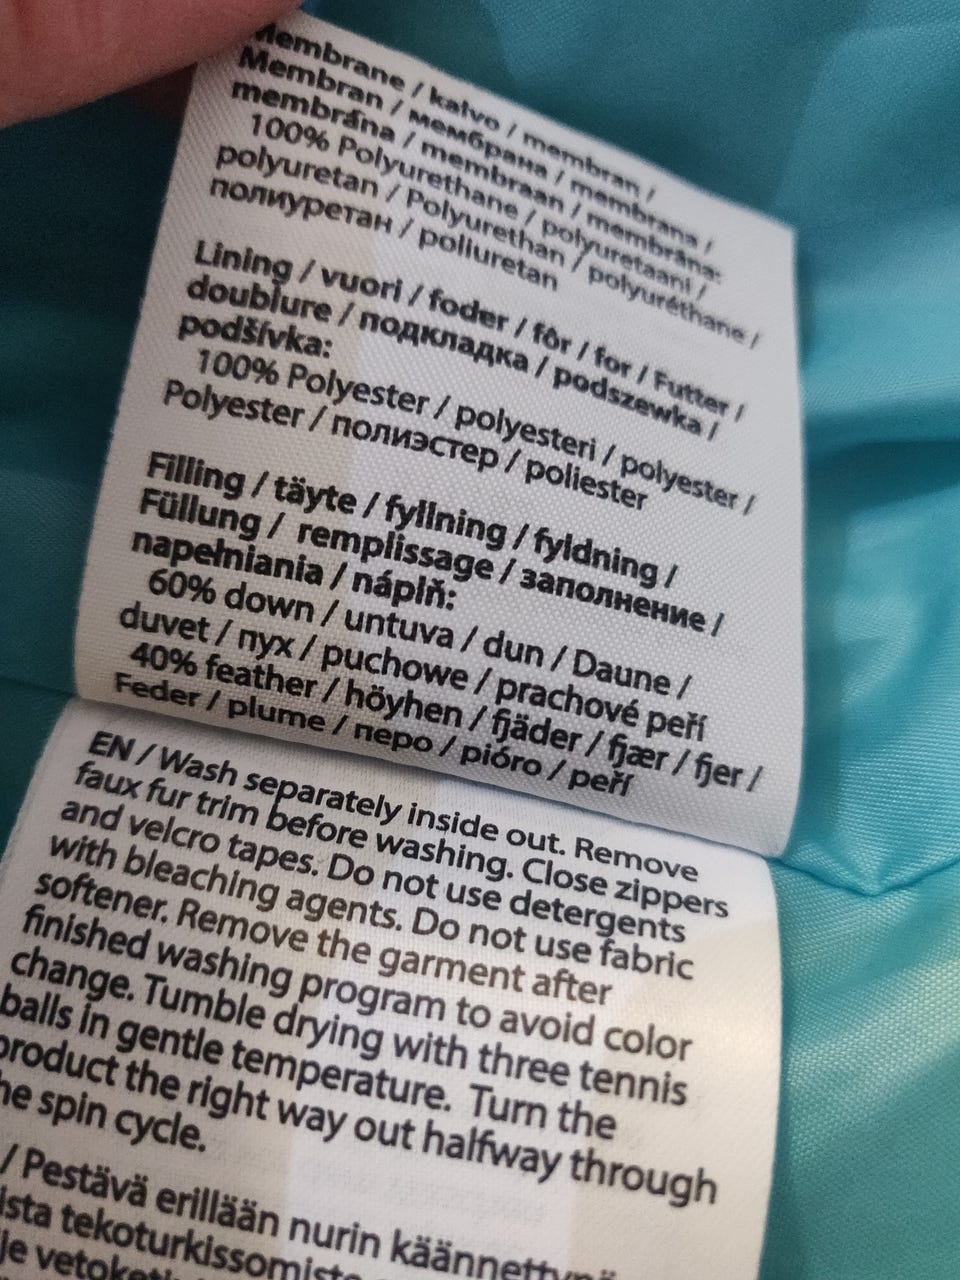 Membrane / kalvo / membran /
Membran / мембрана / membrana /
membrána / membraan / membrāna:
100% Polyurethane / polyuretaani /
polyuretan / Polyurethan / polyuréthane /
полиуретан / poliuretan
Lining / vuori / foder / fôr / for / Futter /
doublure / подкладка / podszewka /
podšívka:
100% Polyester / polyesteri / polyester /
Polyester / полиэстер / poliester
Filling / täyte / fyllning / fyldning /
Füllung / remplissage / заполнение /
napełniania / náplň:
60% down / untuva / dun / Daune /
duvet / пух / puchowe / prachové peří
40% feather / höyhen / fjäder / fjær / fjer /
Feder / plume / перо / pióro / peří
EN / Wash separately inside out. Remove
faux fur trim before washing. Close zippers
and velcro tapes. Do not use detergents
with bleaching agents. Do not use fabric
softener. Remove the garment after
finished washing program to avoid color
change. Tumble drying with three tennis
balls in gentle temperature. Turn the
product the right way out halfway through
he spin cycle.
/ Pestävä erillään nurin käännettynä
ista tekoturkissomiste